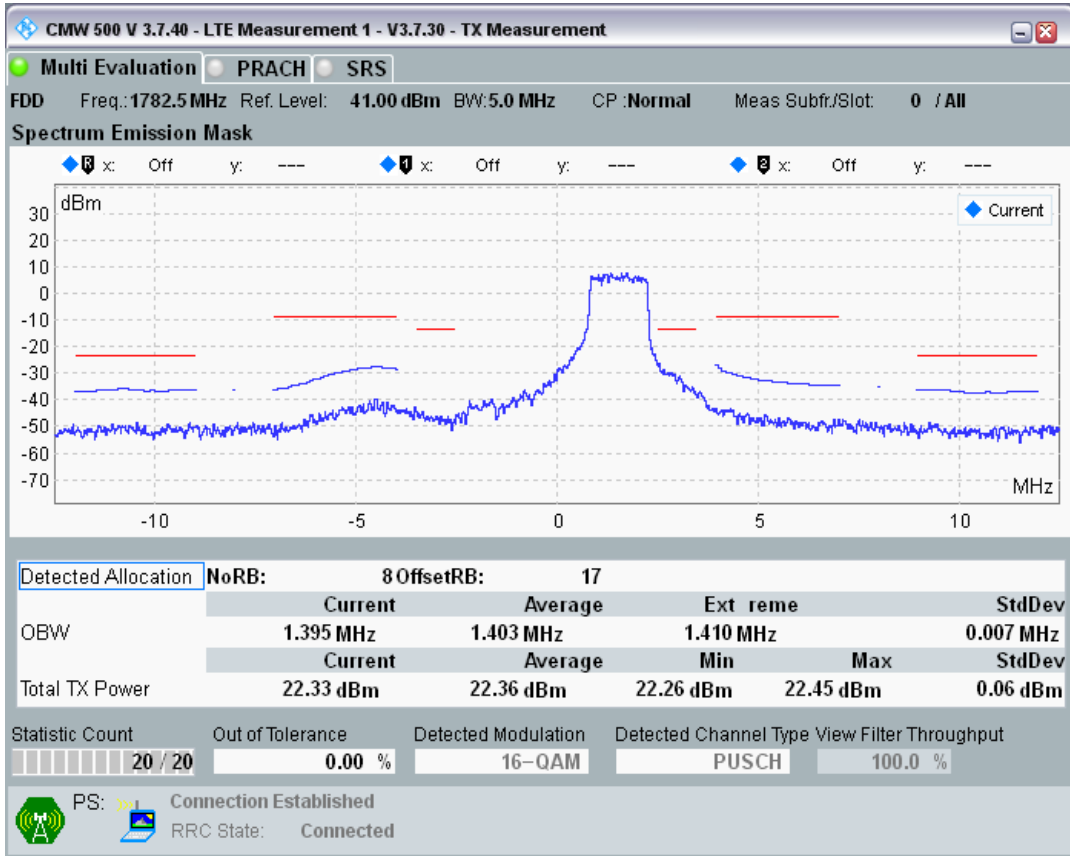 CMW 500 V 3.7.40 - LTE Measurement 1 - V3.7.30 - TX Measurement
Multi Evaluation PRACH SRS
FDD Freq.:1782.5 MHz Ref. Level: 41.00 dBm BW:5.0 MHz CP :Normal Meas Subfr./Slot: 0 / All
Spectrum Emission Mask
R x: Off y: --- 1 x: Off y: --- 2 x: Off y: ---
dBm
Current
30
20
10
0
-10
-20
-30
-40
-50
-60
-70
MHz
-10 -5 0 5 10
Detected Allocation NoRB: 8 OffsetRB: 17
Current Average Ext reme StdDev
OBW 1.395 MHz 1.403 MHz 1.410 MHz 0.007 MHz
Current Average Min Max StdDev
Total TX Power 22.33 dBm 22.36 dBm 22.26 dBm 22.45 dBm 0.06 dBm
Statistic Count Out of Tolerance Detected Modulation Detected Channel Type View Filter Throughput
20 / 20 0.00 % 16-QAM PUSCH 100.0 %
PS: Connection Established
RRC State: Connected